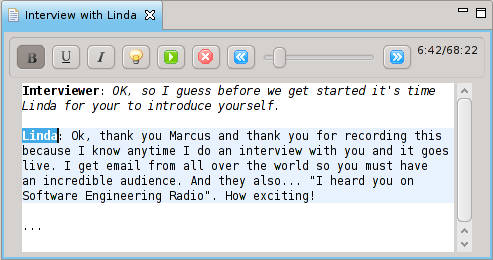 Interview with Linda
B U I 6:42/68:22
Interviewer: OK, so I guess before we get started it's time
Linda for your to introduce yourself.
Linda: Ok, thank you Marcus and thank you for recording this
because I know anytime I do an interview with you and it goes
live. I get email from all over the world so you must have
an incredible audience. And they also... "I heard you on
Software Engineering Radio". How exciting!
...